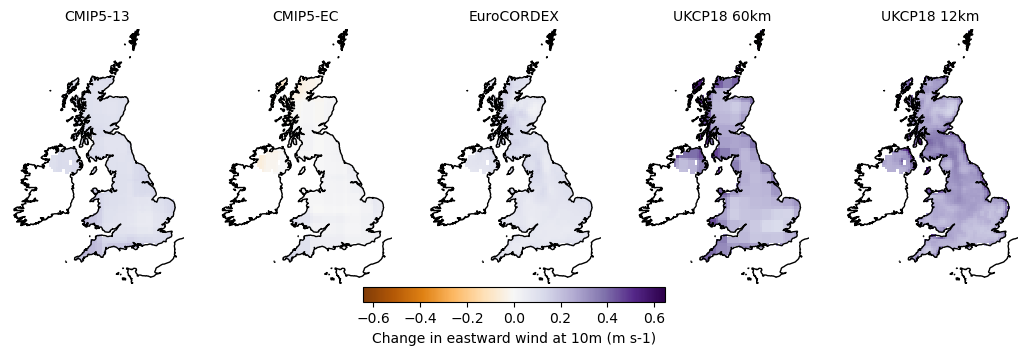 CMIP5-13 CMIP5-EC EuroCORDEX UKCP18 60km UKCP18 12km
−0.6 −0.4 −0.2 0.0 0.2 0.4 0.6
Change in eastward wind at 10m (m s-1)